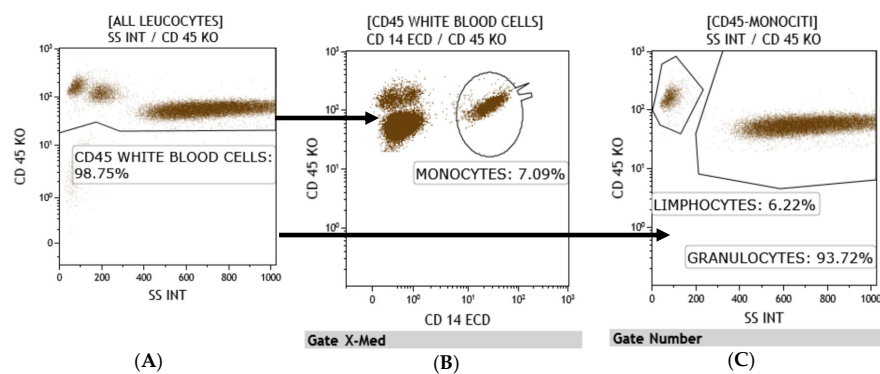 [ALL LEUCOCYTES]
SS INT / CD 45 KO
10³
10²
10¹
10⁰
0
CD 45 KO
CD45 WHITE BLOOD CELLS:
98.75%
0 200 400 600 800 1000
SS INT
(A)
[CD45 WHITE BLOOD CELLS]
CD 14 ECD / CD 45 KO
10³
10²
10¹
10⁰
CD 45 KO
MONOCYTES: 7.09%
0 10⁰ 10¹ 10² 10³
CD 14 ECD
Gate X-Med
(B)
[CD45-MONOCITI]
SS INT / CD 45 KO
10³
10²
10¹
10⁰
CD 45 KO
LIMPHOCYTES: 6.22%
GRANULOCYTES: 93.72%
0 200 400 600 800 1000
SS INT
Gate Number
(C)